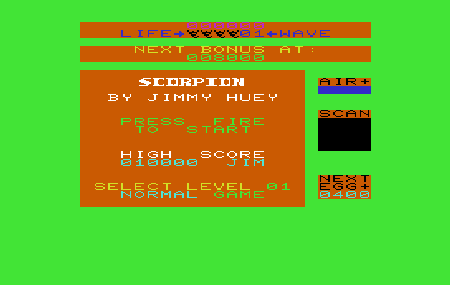 000050
LIFE→ 01←WAVE
NEXT BONUS AT:
008000
SCORPION
BY JIMMY HUEY
PRESS FIRE
TO START
HIGH SCORE
010000 JIM
SELECT LEVEL 01
NORMAL GAME
AIR+
SCAN
NEXT
EGG+
0400